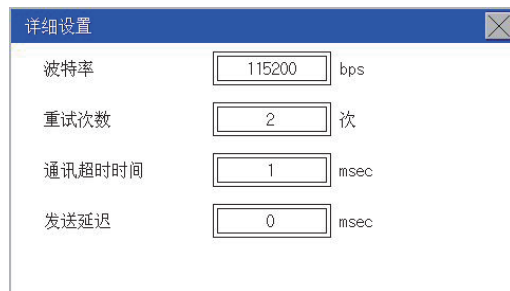 详细设置
波特率 115200 bps
重试次数 2 次
通讯超时时间 1 msec
发送延迟 0 msec